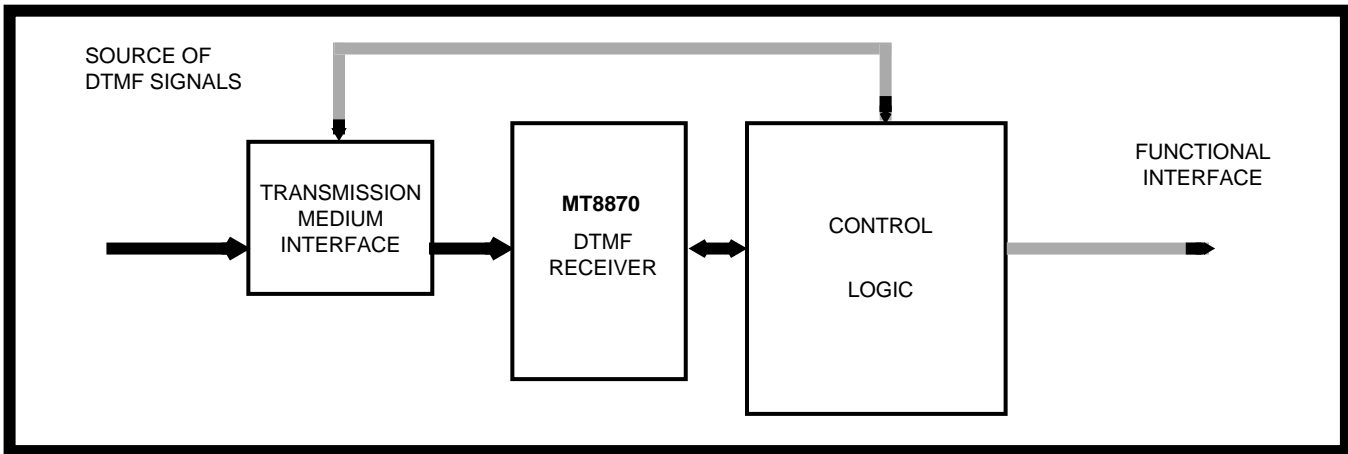 SOURCE OF
DTMF SIGNALS
TRANSMISSION
MEDIUM
INTERFACE
MT8870
DTMF
RECEIVER
CONTROL
LOGIC
FUNCTIONAL
INTERFACE